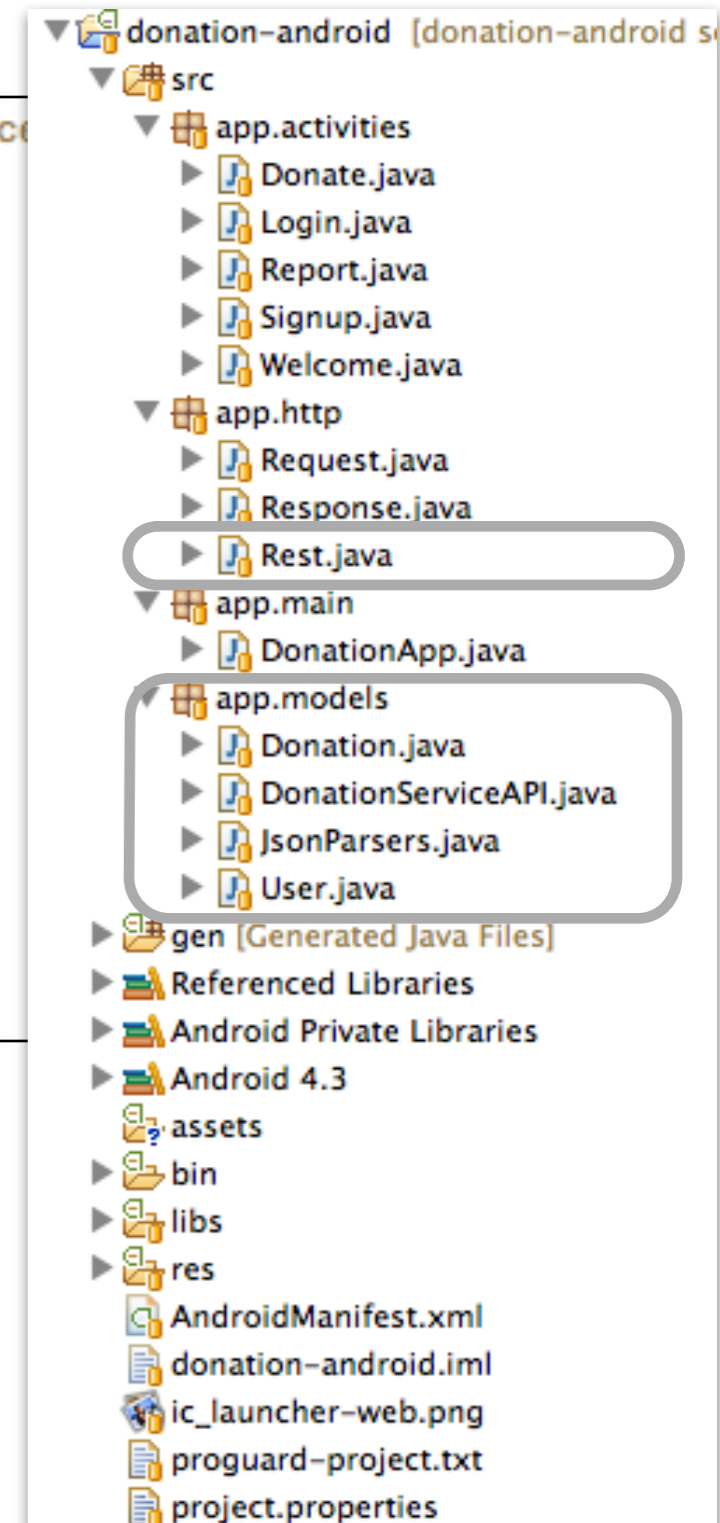 donation-android [donation-android s
src
app.activities
Donate.java
Login.java
Report.java
Signup.java
Welcome.java
app.http
Request.java
Response.java
Rest.java
app.main
DonationApp.java
app.models
Donation.java
DonationServiceAPI.java
JsonParsers.java
User.java
gen [Generated Java Files]
Referenced Libraries
Android Private Libraries
Android 4.3
assets
bin
libs
res
AndroidManifest.xml
donation-android.iml
ic_launcher-web.png
proguard-project.txt
project.properties